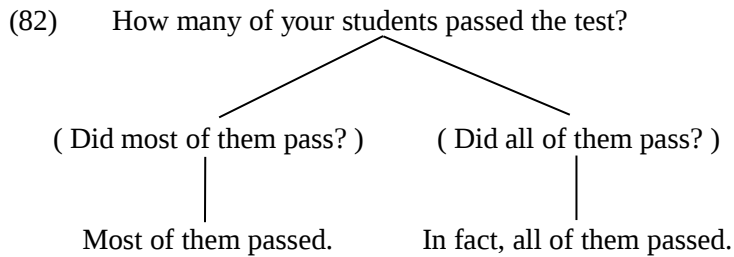 (82) How many of your students passed the test?
( Did most of them pass? ) ( Did all of them pass? )
Most of them passed. In fact, all of them passed.